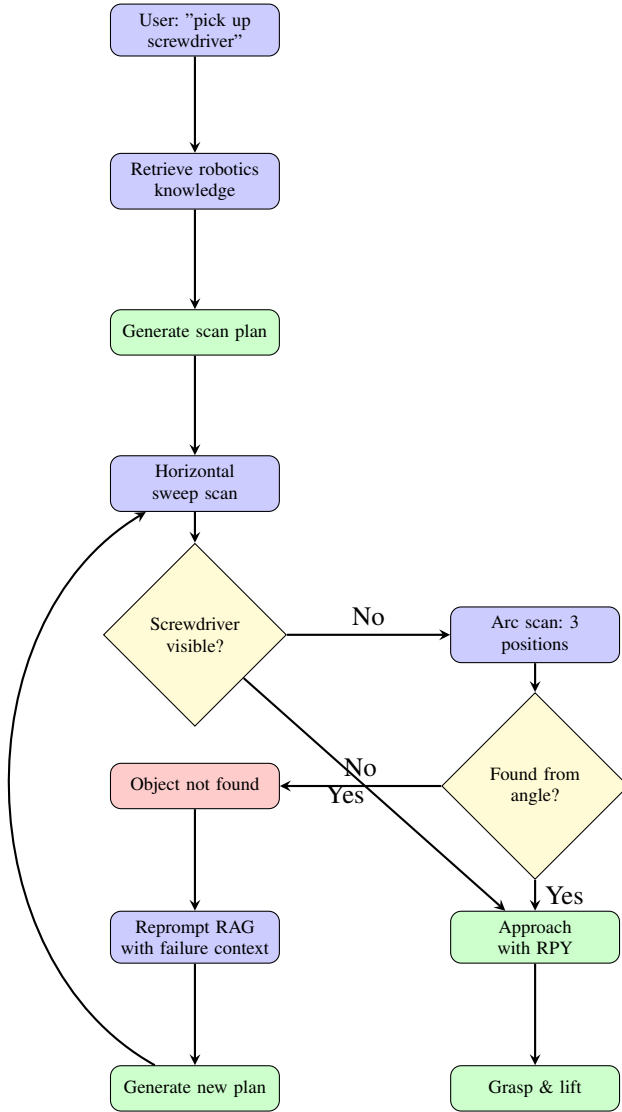 User: ”pick up
screwdriver”
Retrieve robotics
knowledge
Generate scan plan
Horizontal
sweep scan
Screwdriver
visible?
No
Arc scan: 3
positions
Found from
angle?
No
Yes
Object not found
Yes
Reprompt RAG
with failure context
Approach
with RPY
Generate new plan
Grasp & lift